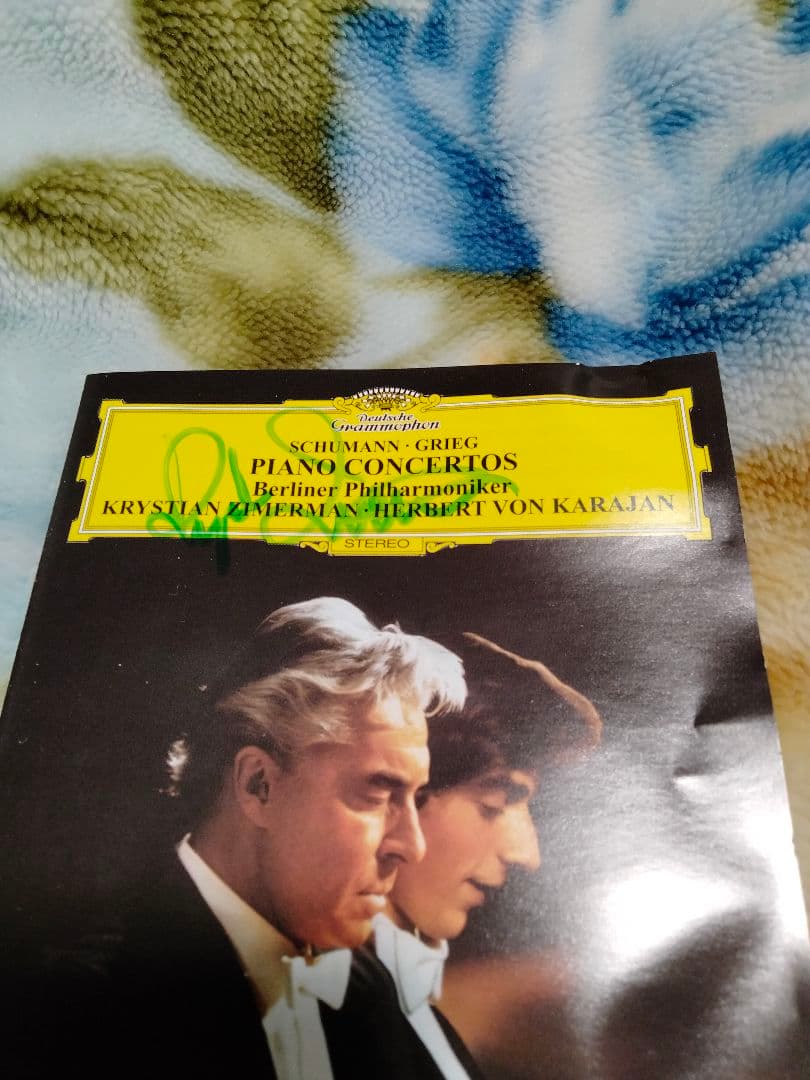 Deutsche
Grammophon
SCHUMANN · GRIEG
PIANO CONCERTOS
Berliner Philharmoniker
KRYSTIAN ZIMERMAN · HERBERT VON KARAJAN
STEREO